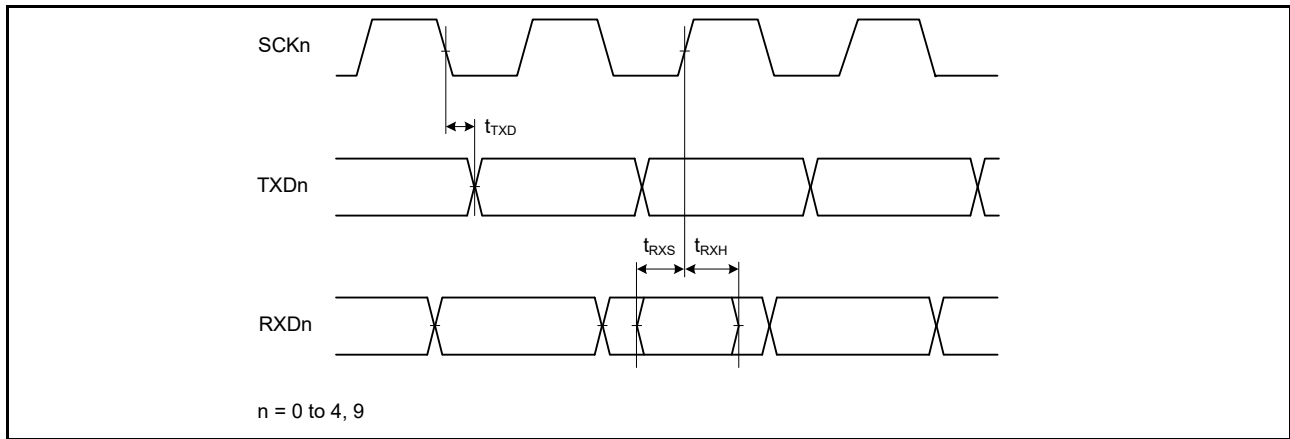 SCKn
tTXD
TXDn
tRXS tRXH
RXDn
n = 0 to 4, 9